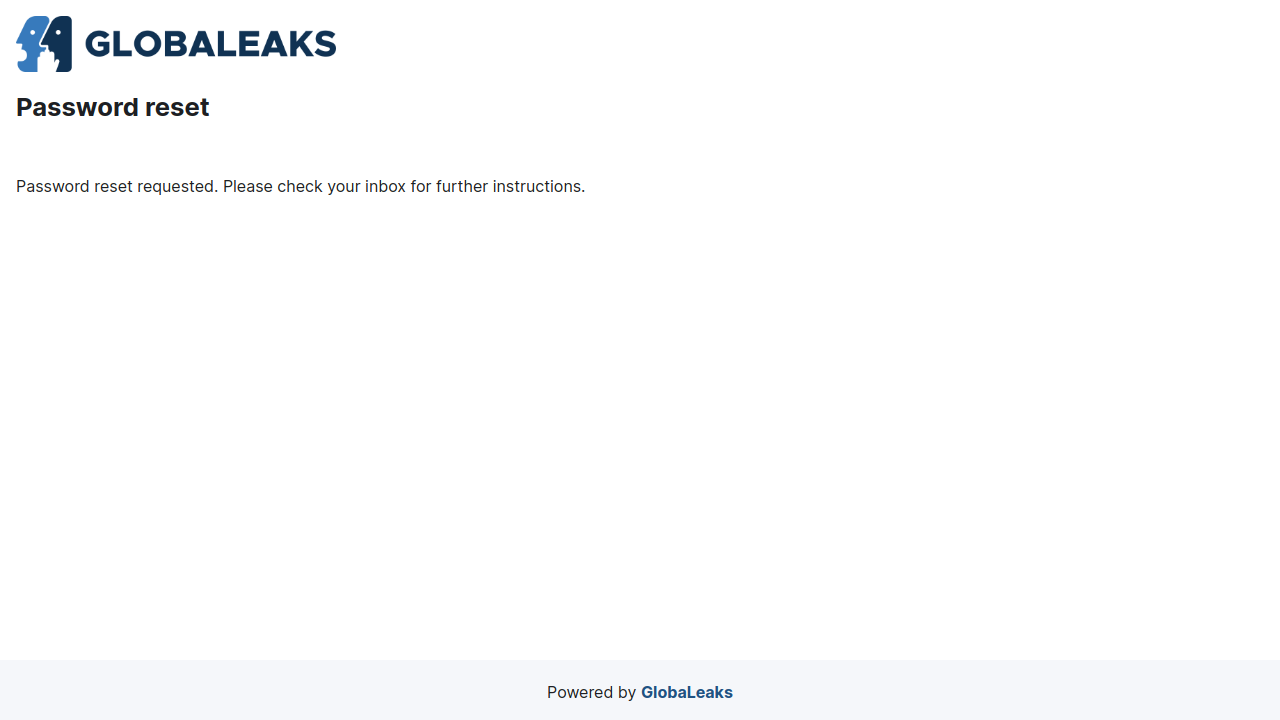 GLOBALEAKS
Password reset
Password reset requested. Please check your inbox for further instructions.
Powered by GlobaLeaks